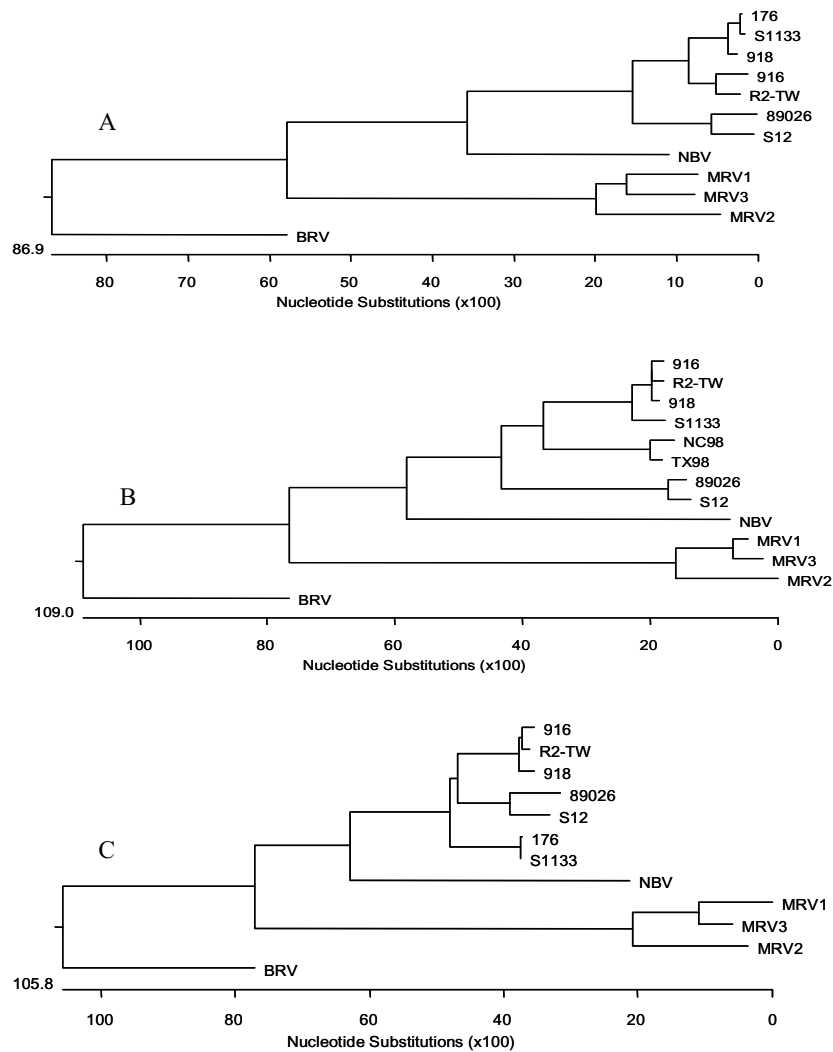 176
S1133
918
916
R2-TW
89026
S12
A
NBV
MRV1
MRV3
MRV2
BRV
86.9
80 70 60 50 40 30 20 10 0
Nucleotide Substitutions (x100)
916
R2-TW
918
S1133
NC98
TX98
89026
S12
B
NBV
MRV1
MRV3
MRV2
BRV
109.0
100 80 60 40 20 0
Nucleotide Substitutions (x100)
916
R2-TW
918
89026
S12
176
S1133
C
NBV
MRV1
MRV3
MRV2
BRV
105.8
100 80 60 40 20 0
Nucleotide Substitutions (x100)